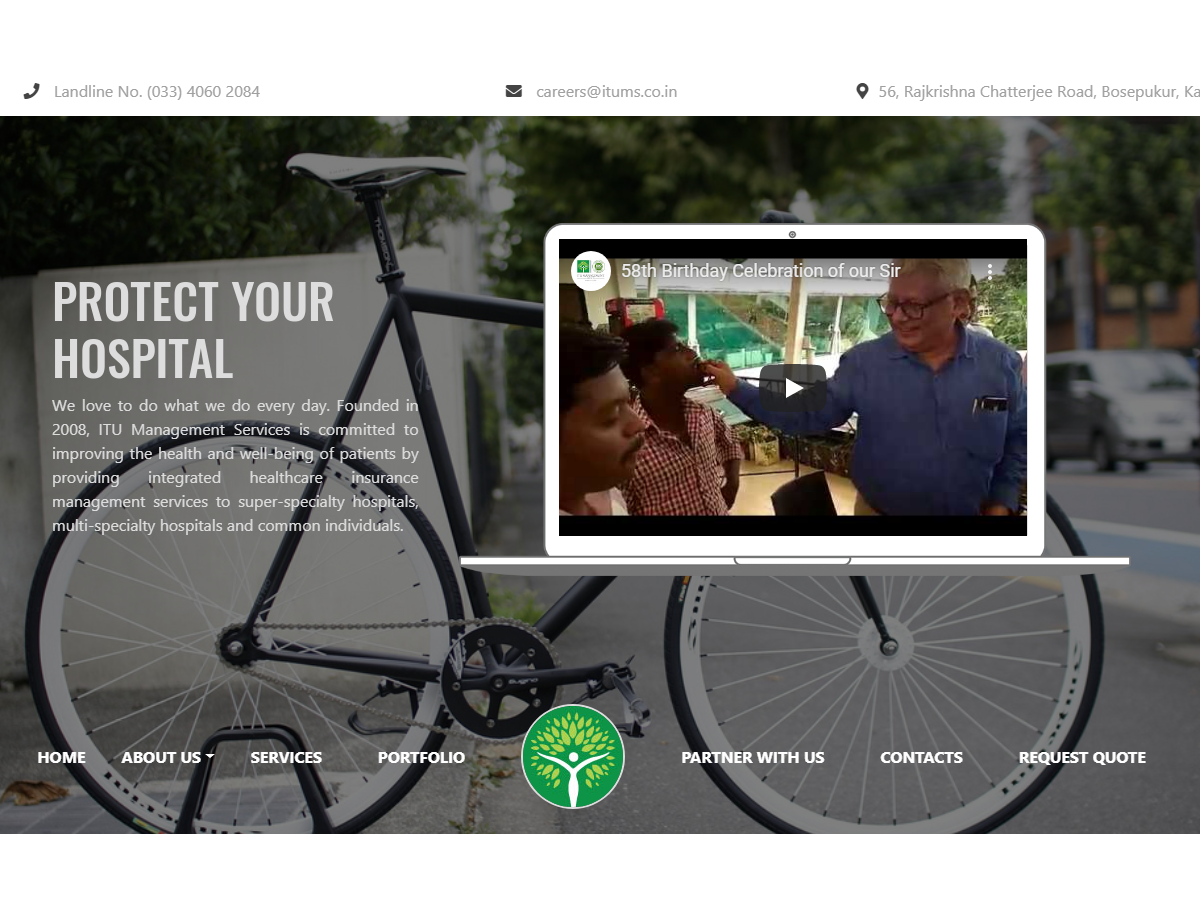 Landline No. (033) 4060 2084
careers@itums.co.in
56, Rajkrishna Chatterjee Road, Bosepukur, Ka
THOMSON
58th Birthday Celebration of our Sir
PROTECT YOUR
HOSPITAL
We love to do what we do every day. Founded in
2008, ITU Management Services is committed to
improving the health and well-being of patients by
providing integrated healthcare insurance
management services to super-specialty hospitals,
multi-specialty hospitals and common individuals.
HOME
ABOUT US
SERVICES
PORTFOLIO
PARTNER WITH US
CONTACTS
REQUEST QUOTE